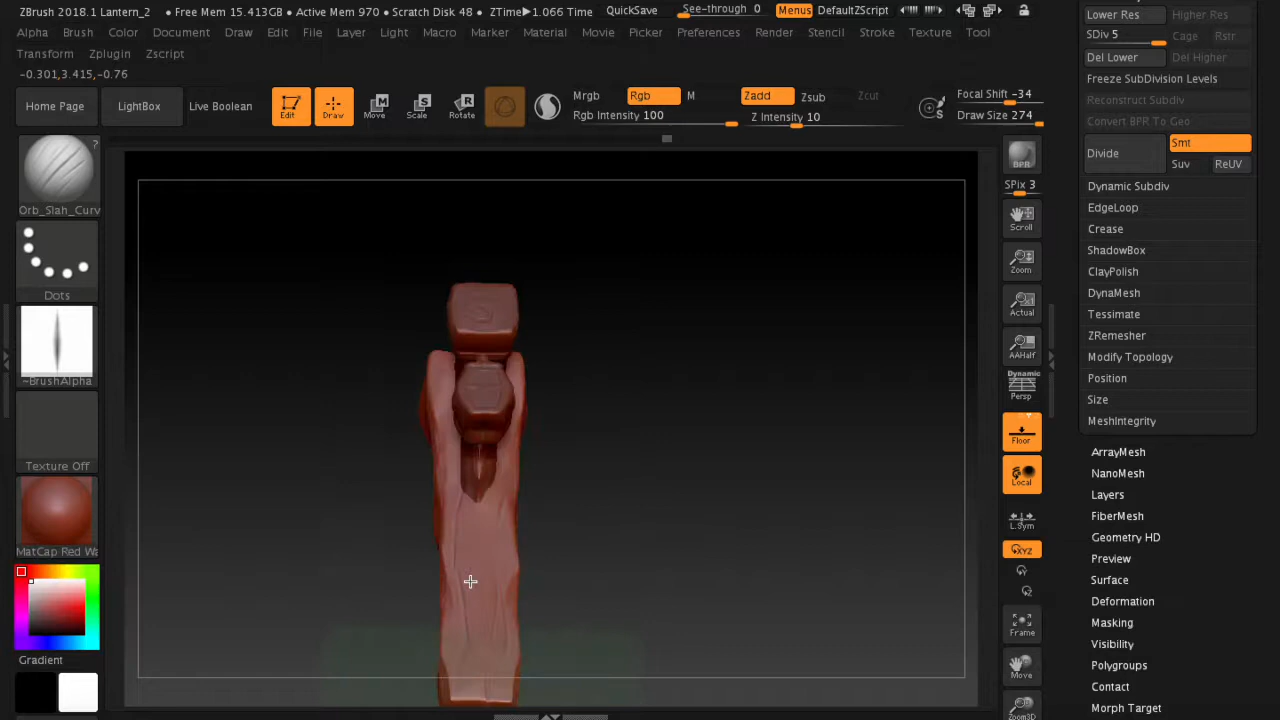 ZBrush 2018.1 Lantern_2 • Free Mem 15.413GB • Active Mem 970 • Scratch Disk 48 • ZTime▶1.066 Time QuickSave See-through 0 Menus DefaultZScript
Alpha Brush Color Document Draw Edit File Layer Light Macro Marker Material Movie Picker Preferences Render Stencil Stroke Texture Tool
Transform Zplugin Zscript
-0.301,3.415,-0.76
Home Page LightBox Live Boolean Edit Draw Move Scale Rotate
Mrgb Rgb M Zadd Zsub Zcut
Rgb Intensity 100 Z Intensity 10
S
Focal Shift -34
Draw Size 274
?
Orb_Slah_Curv
Dots
~BrushAlpha
Texture Off
MatCap Red Wa
Gradient
BPR
SPix 3
Scroll
Zoom
Actual
AAHalf
Dynamic
Persp
Floor
Local
L.Sym
XYZ
Frame
Move
Zoom3D
Lower Res Higher Res
SDiv 5 Cage Rstr
Del Lower Del Higher
Freeze SubDivision Levels
Reconstruct Subdiv
Convert BPR To Geo
Divide Smt
Suv ReUV
Dynamic Subdiv
EdgeLoop
Crease
ShadowBox
ClayPolish
DynaMesh
Tessimate
ZRemesher
Modify Topology
Position
Size
MeshIntegrity
ArrayMesh
NanoMesh
Layers
FiberMesh
Geometry HD
Preview
Surface
Deformation
Masking
Visibility
Polygroups
Contact
Morph Target